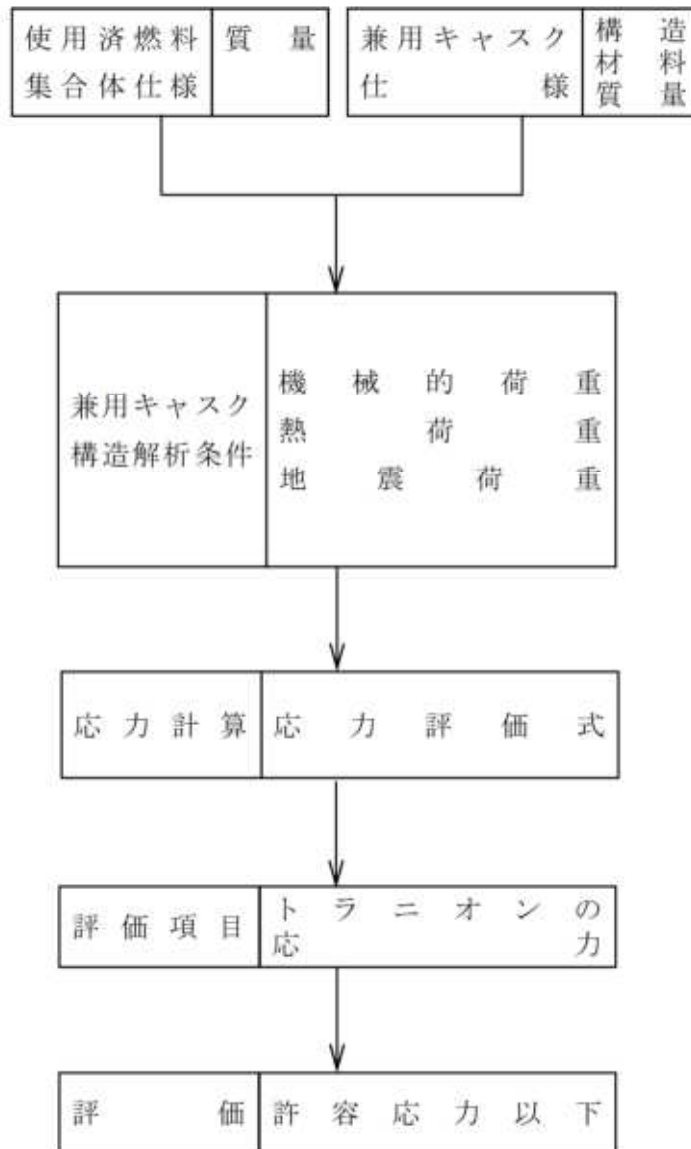 使用済燃料
集合体仕様
質量
兼用キャスク
仕様
構造
材料
質量
兼用キャスク
構造解析条件
機械的荷重
熱荷重
地震荷重
応力計算
応力評価式
評価項目
トラニオンの
応力
評価
許容応力以下